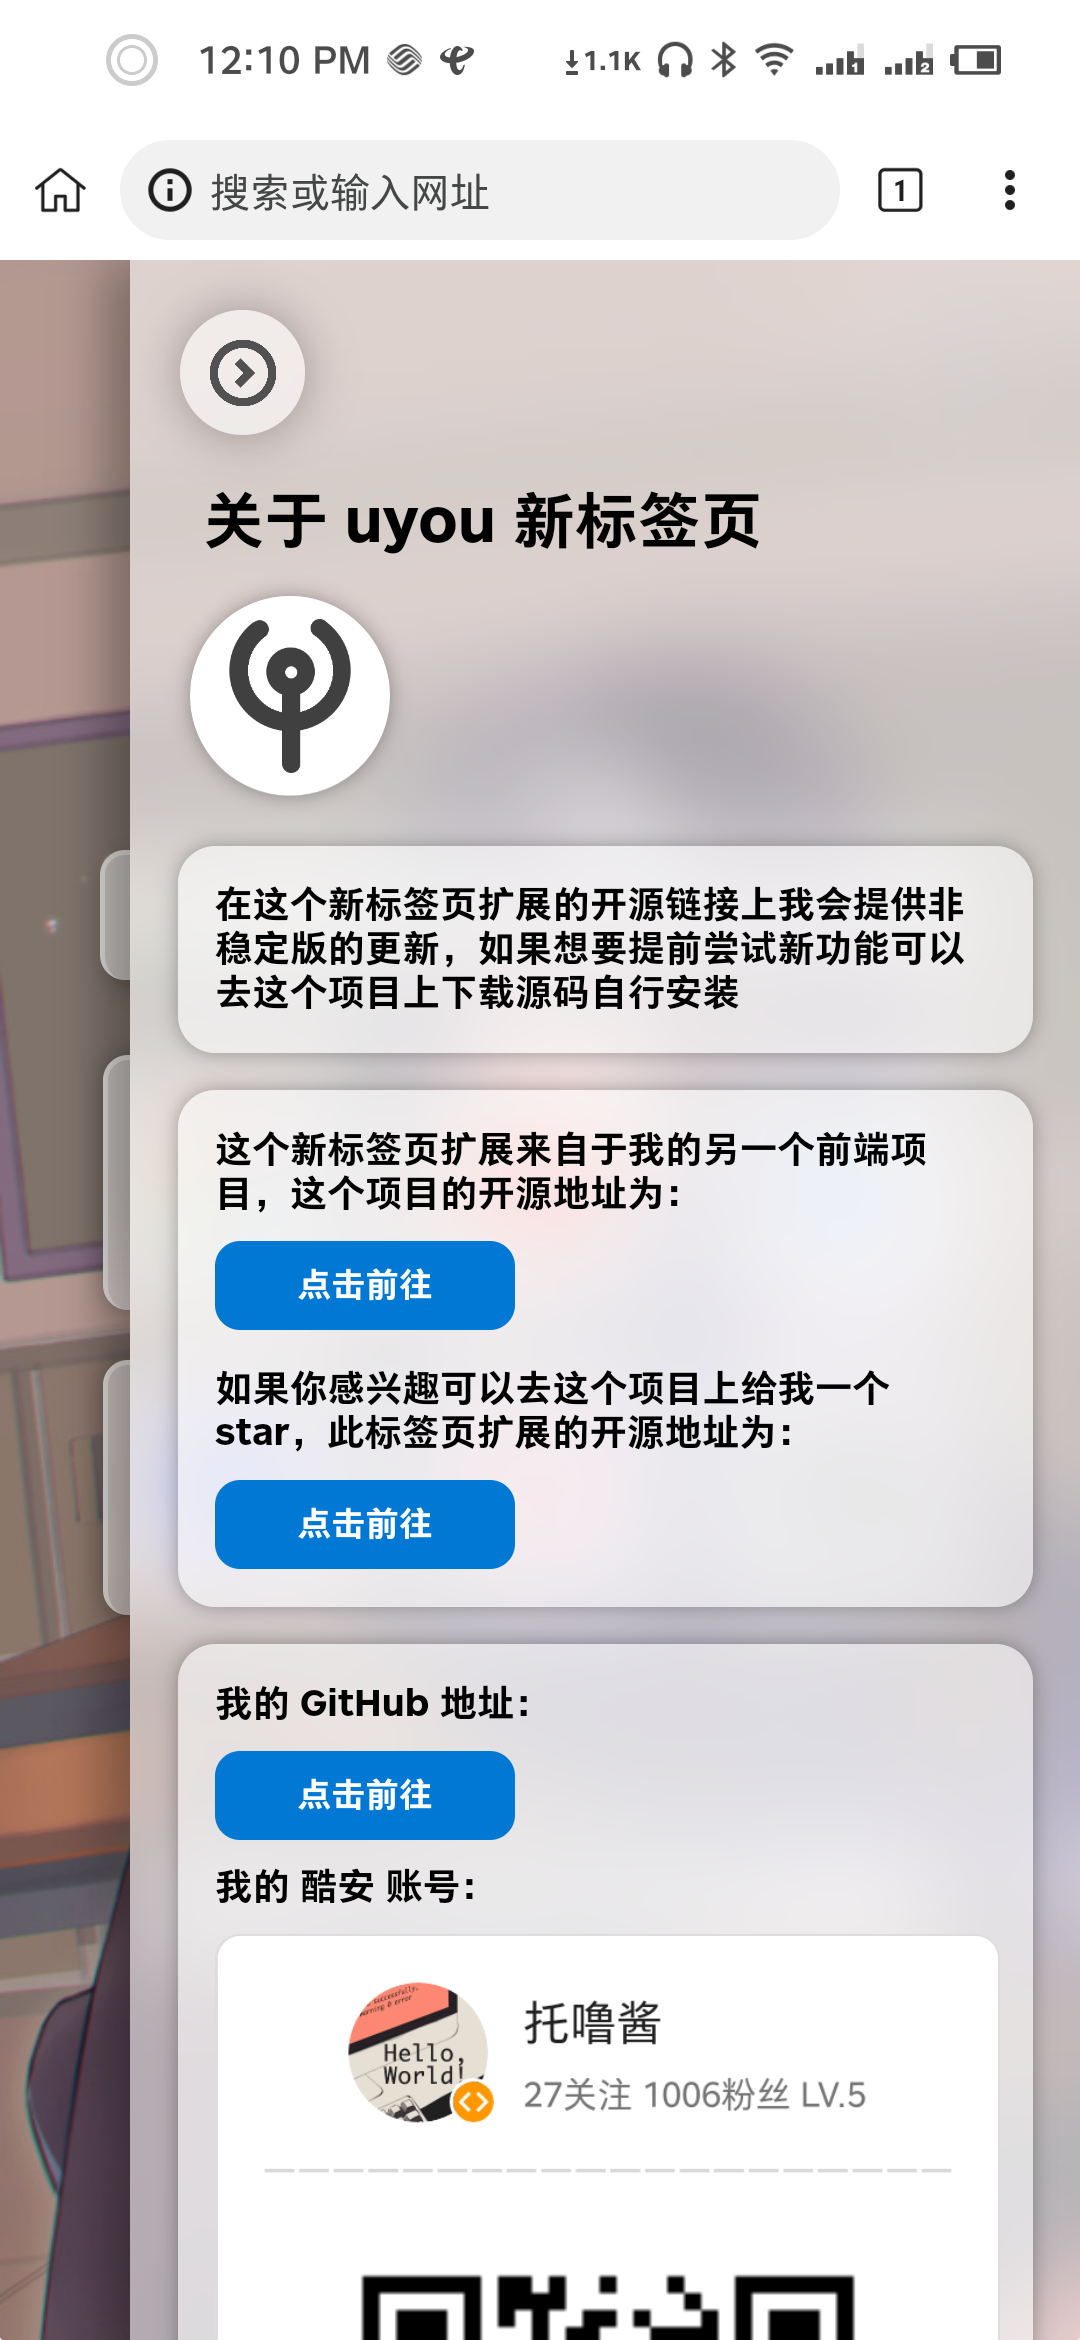 12:10 PM
1.1K
1
2
搜索或输入网址
1
关于 uyou 新标签页
在这个新标签页扩展的开源链接上我会提供非
稳定版的更新，如果想要提前尝试新功能可以
去这个项目上下载源码自行安装
这个新标签页扩展来自于我的另一个前端项
目，这个项目的开源地址为：
点击前往
如果你感兴趣可以去这个项目上给我一个
star，此标签页扩展的开源地址为：
点击前往
我的 GitHub 地址：
点击前往
我的 酷安 账号：
successfully,
& error
Hello,
World!
托噜酱
27关注 1006粉丝 LV.5